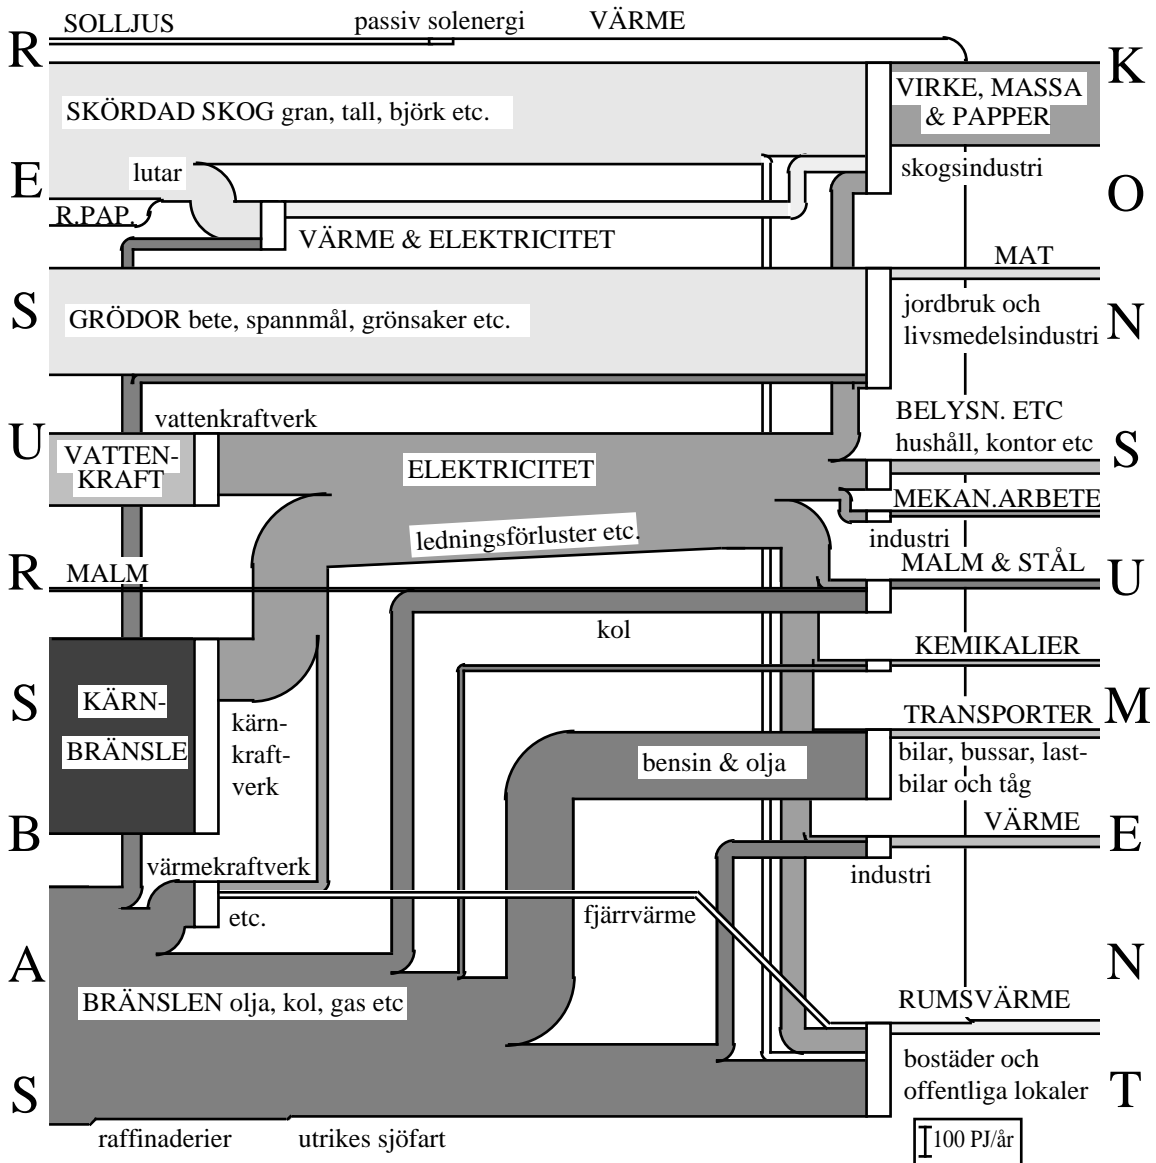 SOLLJUS passiv solenergi VÄRME
R K
SKÖRDAD SKOG gran, tall, björk etc.
VIRKE, MASSA
& PAPPER
E lutar skogsindustri O
R.PAP.
VÄRME & ELEKTRICITET
MAT
S GRÖDOR bete, spannmål, grönsaker etc. N
jordbruk och
livsmedelsindustri
vattenkraftverk
U S
VATTEN-
KRAFT
ELEKTRICITET
BELYSN. ETC
hushåll, kontor etc
MEKAN.ARBETE
industri
ledningsförluster etc.
R MALM MALM & STÅL U
kol
KEMIKALIER
S M
KÄRN-
BRÄNSLE
kärn-
kraft-
verk
bensin & olja
TRANSPORTER
bilar, bussar, last-
bilar och tåg
B VÄRME E
industri
värmekraftverk
etc.
fjärrvärme
A N
BRÄNSLEN olja, kol, gas etc
RUMSVÄRME
bostäder och
offentliga lokaler
S T
raffinaderier utrikes sjöfart
100 PJ/år